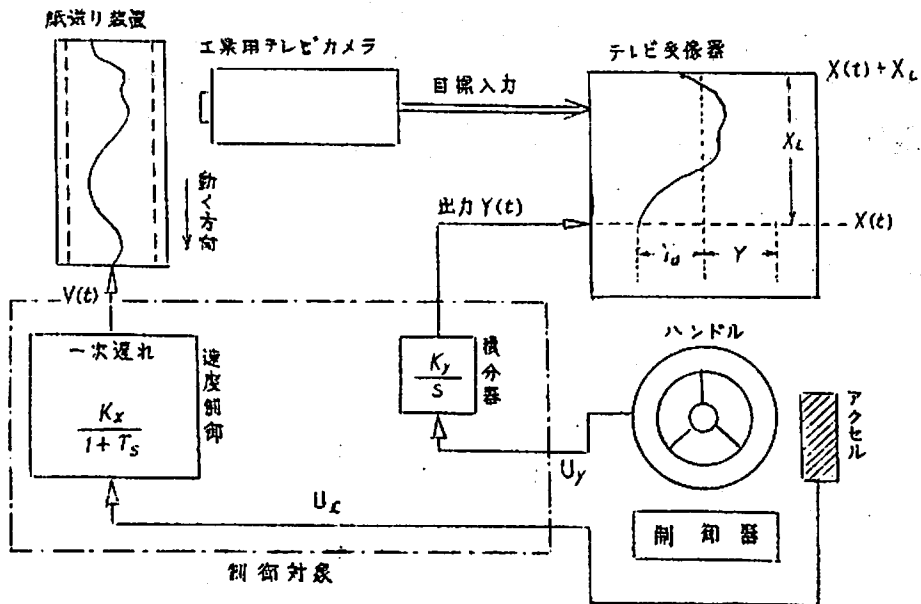 紙送り装置
工業用テレビカメラ
テレビ受像器
X(t) + X_L
目標入力
X_L
動く方向
出力 Y(t)
X(t)
i_d
Y
V(t)
ハンドル
一次遅れ
K_x / 1 + T_S
速度制御
K_y / S
積分器
アクセル
U_y
U_x
制御器
制御対象